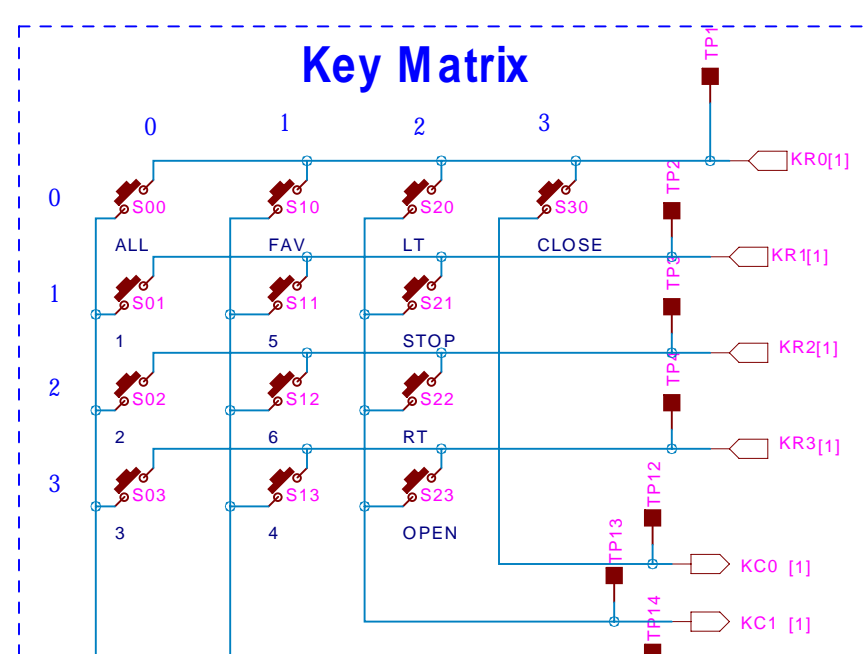 Key Matrix
TP1
0 1 2 3
KR0[1]
TP2
0
S00 S10 S20 S30
ALL FAV LT CLOSE
KR1[1]
TP3
1
S01 S11 S21
1 5 STOP
KR2[1]
TP4
2
S02 S12 S22
2 6 RT
KR3[1]
3
S03 S13 S23
TP12
3 4 OPEN
TP13
KC0 [1]
TP14
KC1 [1]